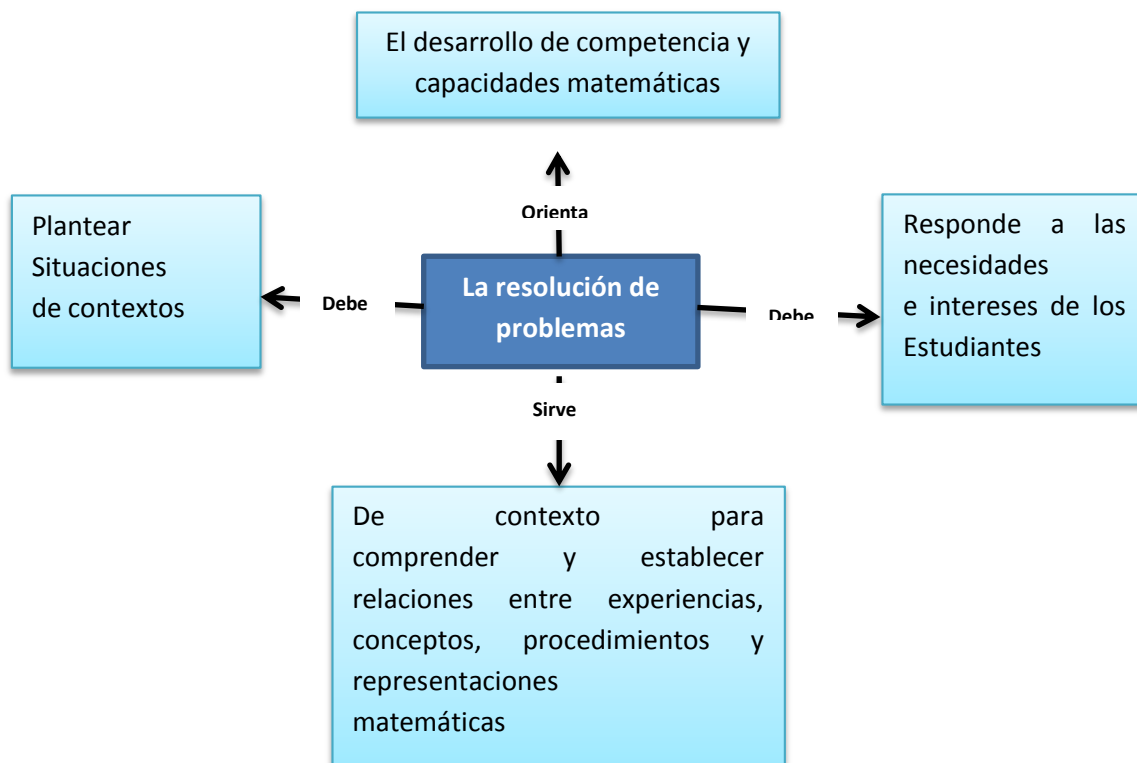 El desarrollo de competencia y
capacidades matemáticas
Orienta
Plantear
Situaciones
de contextos
Debe
La resolución de
problemas
Debe
Responde a las
necesidades
e intereses de los
Estudiantes
Sirve
De contexto para
comprender y establecer
relaciones entre experiencias,
conceptos, procedimientos y
representaciones
matemáticas